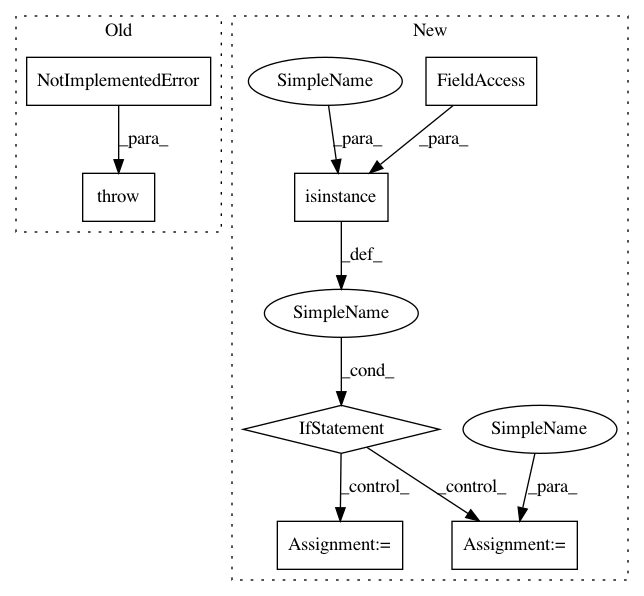 Old
New
NotImplementedError
SimpleName
FieldAccess
_para_
_para_
_para_
throw
isinstance
_def_
SimpleName
_cond_
IfStatement
SimpleName
_control_
_control_
_para_
Assignment:=
Assignment:=